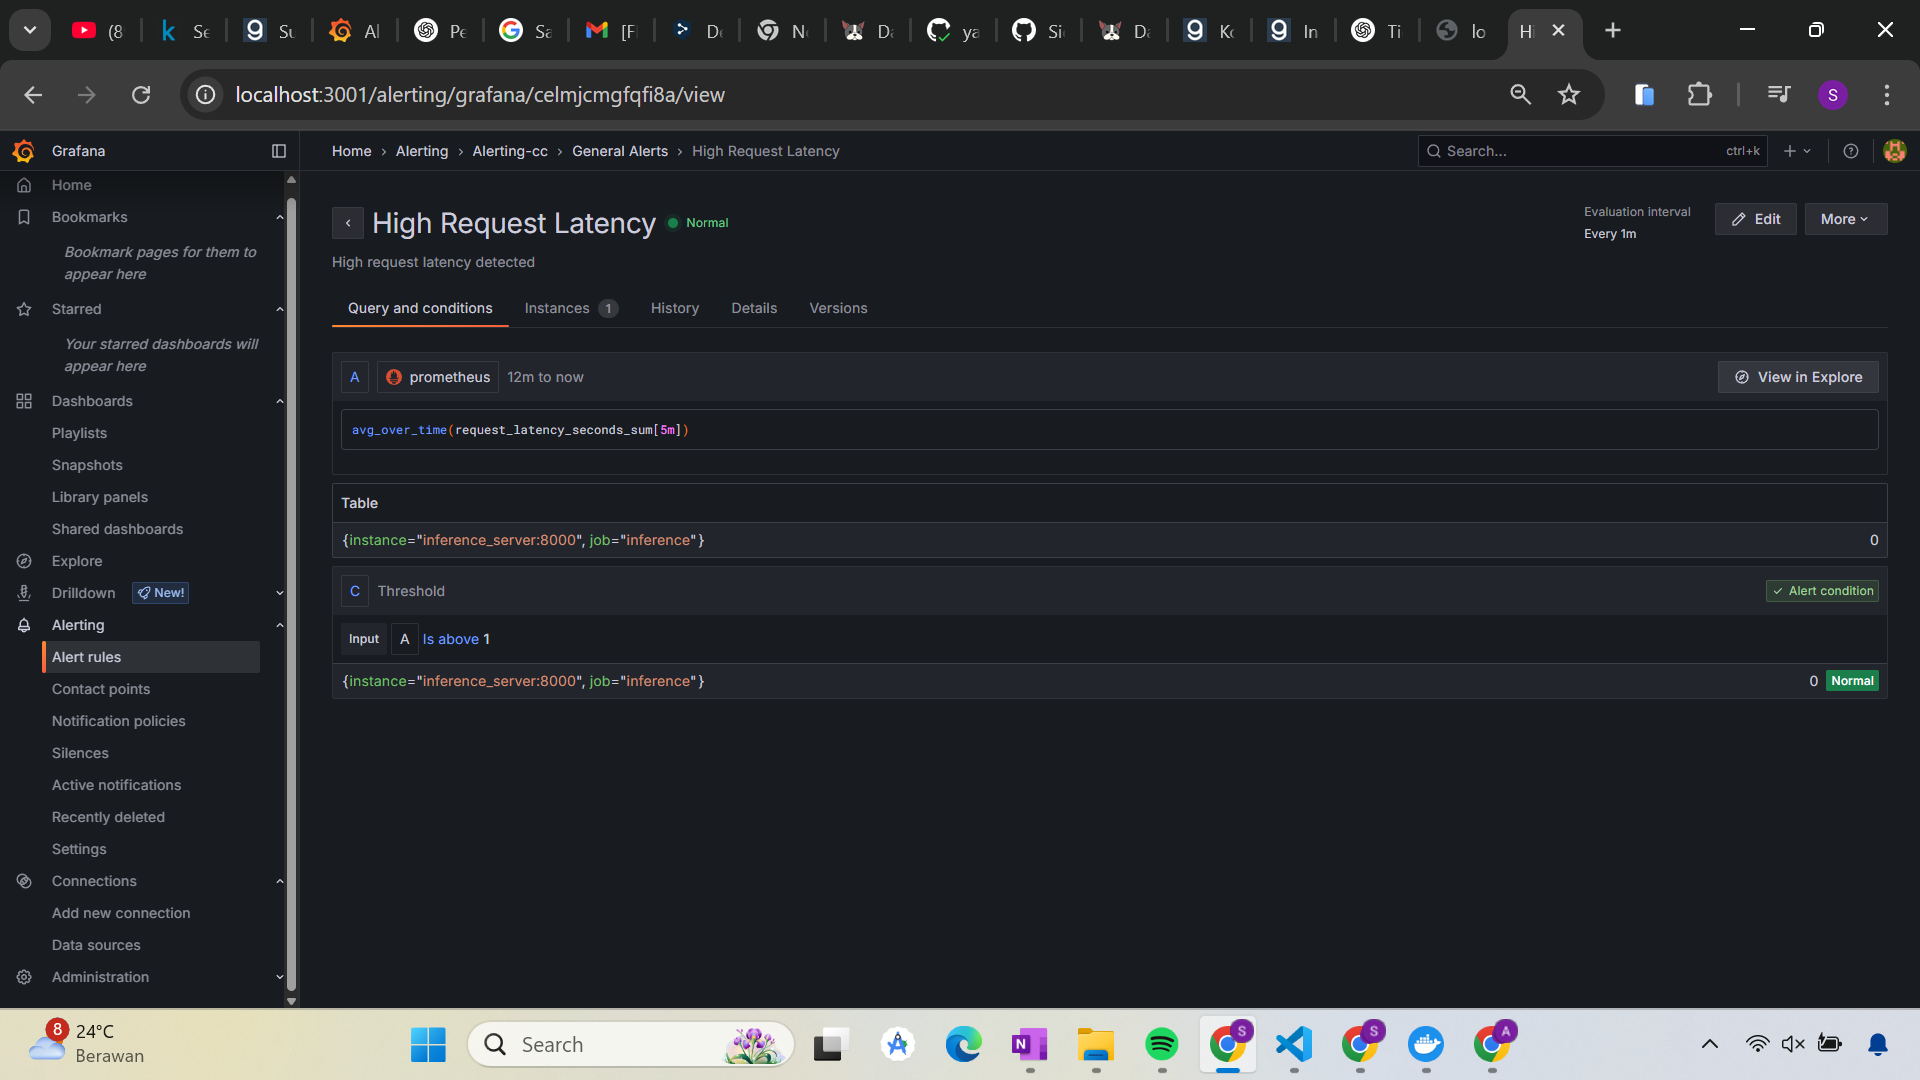 (8
Se
Su
Al
Pe
Sa
[F
De
Ne
Da
ya
Si
Da
Ko
In
Ti
lo
Hi
localhost:3001/alerting/grafana/celmjcmgfqfi8a/view
S
Grafana
Home › Alerting › Alerting-cc › General Alerts › High Request Latency
Search...
ctrl+k
Home
Bookmarks
Bookmark pages for them to
appear here
Starred
Your starred dashboards will
appear here
Dashboards
Playlists
Snapshots
Library panels
Shared dashboards
Explore
Drilldown New!
Alerting
Alert rules
Contact points
Notification policies
Silences
Active notifications
Recently deleted
Settings
Connections
Add new connection
Data sources
Administration
High Request Latency Normal
High request latency detected
Evaluation interval
Every 1m
Edit
More
Query and conditions
Instances 1
History
Details
Versions
A prometheus 12m to now
View in Explore
avg_over_time(request_latency_seconds_sum[5m])
Table
{instance="inference_server:8000", job="inference"} 0
C Threshold
Alert condition
Input A Is above 1
{instance="inference_server:8000", job="inference"} 0 Normal
8
24°C
Berawan
Search
N
S
S
A